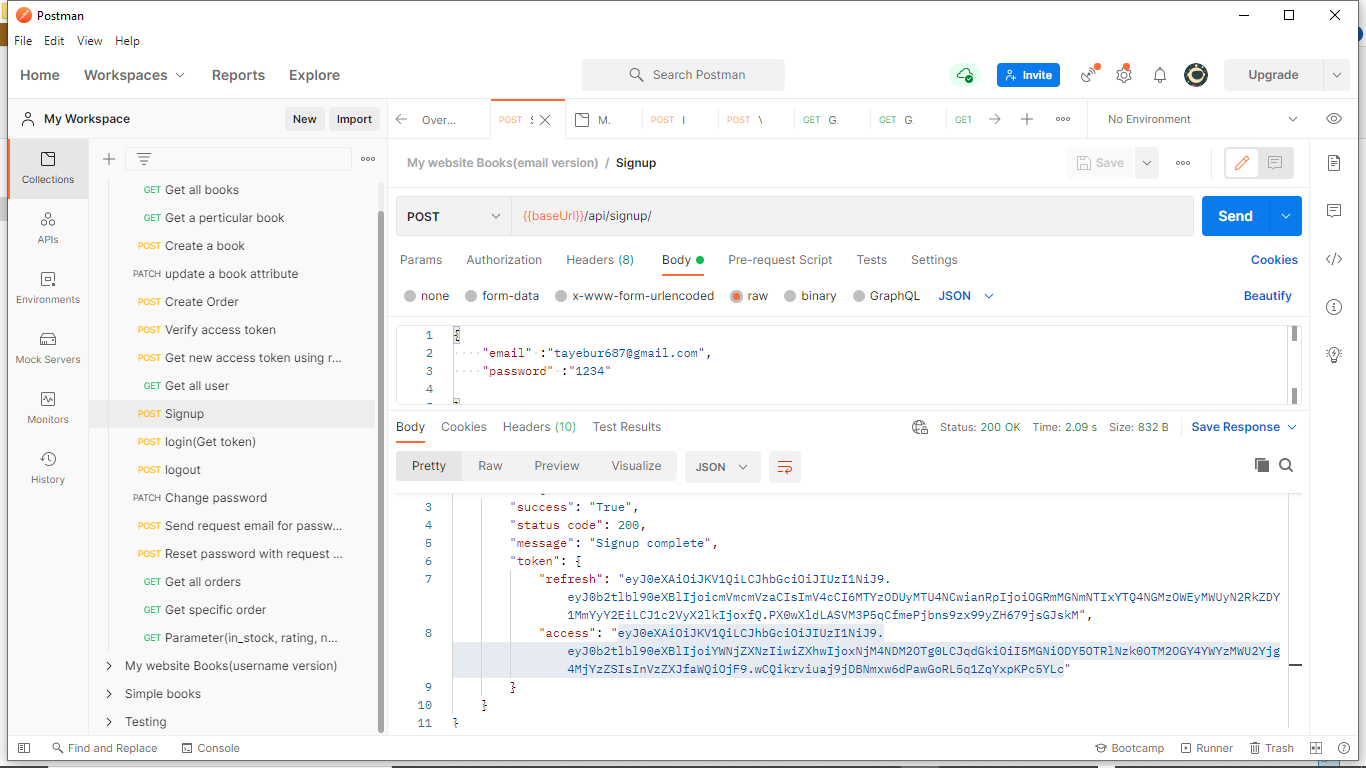 Postman
File Edit View Help
Home Workspaces Reports Explore Search Postman Invite Upgrade
My Workspace New Import Over... POST S M. POST I POST \ GET G. GET G. GET No Environment
My website Books(email version) / Signup Save
Collections
APIs
Environments
Mock Servers
Monitors
History
GET Get all books
GET Get a perticular book
POST Create a book
PATCH update a book attribute
POST Create Order
POST Verify access token
POST Get new access token using r...
GET Get all user
POST Signup
POST login(Get token)
POST logout
PATCH Change password
POST Send request email for passw...
POST Reset password with request ...
GET Get all orders
GET Get specific order
GET Parameter(in_stock, rating, n...
My website Books(username version)
Simple books
Testing
POST {{baseUrl}}/api/signup/ Send
Params Authorization Headers (8) Body Pre-request Script Tests Settings Cookies
none form-data x-www-form-urlencoded raw binary GraphQL JSON Beautify
1 {
2 "email" :"tayebur687@gmail.com",
3 "password" :"1234"
4
Body Cookies Headers (10) Test Results Status: 200 OK Time: 2.09 s Size: 832 B Save Response
Pretty Raw Preview Visualize JSON
3 "success": "True",
4 "status code": 200,
5 "message": "Signup complete",
6 "token": {
7 "refresh": "eyJ0eXAiOiJKV1QiLCJhbGciOiJIUzI1NiJ9.
eyJ0b2tlbl90eXBlIjoicmVmcmVzaCIsImV4cCI6MTYzODUyMTU4NCwianRpIjoiOGRmMGNmNTIxYTQ4NGMzOWEyMWUyN2RkZDY
1MmYyY2EiLCJ1c2VyX2lkIjoxfQ.PX0wXldLASVM3P5qCfmePjbns9zx99yZH679jsGJskM",
8 "access": "eyJ0eXAiOiJKV1QiLCJhbGciOiJIUzI1NiJ9.
eyJ0b2tlbl90eXBlIjoiYWNjZXNzIiwiZXhwIjoxNjM4NDM2OTg0LCJqdGkiOiI5MGNiODY5OTRlNzk0OTM2OGY4YWYzMWU2Yjg
4MjYzZSIsInVzZXJfaWQiOjF9.wCQikrviuaj9jDBNmxw6dPawGoRL5q1ZqYxpKPc5YLc"
9 }
10 }
11 }
Find and Replace Console Bootcamp Runner Trash